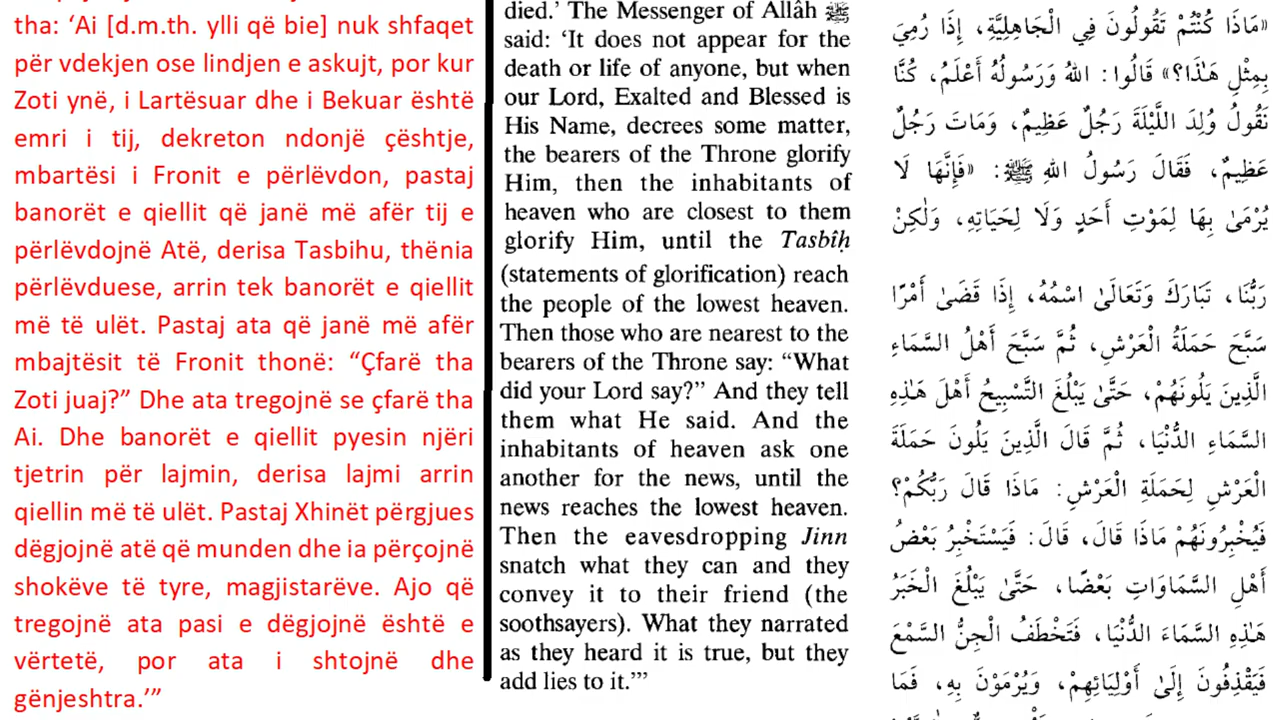 tha: ‘Ai [d.m.th. ylli që bie] nuk shfaqet
për vdekjen ose lindjen e askujt, por kur
Zoti ynë, i Lartësuar dhe i Bekuar është
emri i tij, dekreton ndonjë çështje,
mbartësi i Fronit e përlëvdon, pastaj
banorët e qiellit që janë më afër tij e
përlëvdojnë Atë, derisa Tasbihu, thënia
përlëvduese, arrin tek banorët e qiellit
më të ulët. Pastaj ata që janë më afër
mbajtësit të Fronit thonë: “Çfarë tha
Zoti juaj?” Dhe ata tregojnë se çfarë tha
Ai. Dhe banorët e qiellit pyesin njëri
tjetrin për lajmin, derisa lajmi arrin
qiellin më të ulët. Pastaj Xhinët përgjues
dëgjojnë atë që munden dhe ia përçojnë
shokëve të tyre, magjistarëve. Ajo që
tregojnë ata pasi e dëgjojnë është e
vërtetë, por ata i shtojnë dhe
gënjeshtra.’”
died.’ The Messenger of Allâh ﷺ
said: ‘It does not appear for the
death or life of anyone, but when
our Lord, Exalted and Blessed is
His Name, decrees some matter,
the bearers of the Throne glorify
Him, then the inhabitants of
heaven who are closest to them
glorify Him, until the Tasbîḥ
(statements of glorification) reach
the people of the lowest heaven.
Then those who are nearest to the
bearers of the Throne say: “What
did your Lord say?” And they tell
them what He said. And the
inhabitants of heaven ask one
another for the news, until the
news reaches the lowest heaven.
Then the eavesdropping Jinn
snatch what they can and they
convey it to their friend (the
soothsayers). What they narrated
as they heard it is true, but they
add lies to it.’”
«مَاذَا كُنْتُمْ تَقُولُونَ فِي الْجَاهِلِيَّةِ، إِذَا رُمِيَ
بِمِثْلِ هَـٰذَا؟» قَالُوا: اللهُ وَرَسُولُهُ أَعْلَمُ، كُنَّا
نَقُولُ وُلِدَ اللَّيْلَةَ رَجُلٌ عَظِيمٌ، وَمَاتَ رَجُلٌ
عَظِيمٌ، فَقَالَ رَسُولُ اللهِ ﷺ: «فَإِنَّهَا لَا
يُرْمَىٰ بِهَا لِمَوْتِ أَحَدٍ وَلَا لِحَيَاتِهِ، وَلَٰكِنْ
رَبُّنَا، تَبَارَكَ وَتَعَالَىٰ اسْمُهُ، إِذَا قَضَىٰ أَمْرًا
سَبَّحَ حَمَلَةُ الْعَرْشِ، ثُمَّ سَبَّحَ أَهْلُ السَّمَاءِ
الَّذِينَ يَلُونَهُمْ، حَتَّىٰ يَبْلُغَ التَّسْبِيحُ أَهْلَ هَـٰذِهِ
السَّمَاءِ الدُّنْيَا، ثُمَّ قَالَ الَّذِينَ يَلُونَ حَمَلَةَ
الْعَرْشِ لِحَمَلَةِ الْعَرْشِ: مَاذَا قَالَ رَبُّكُمْ؟
فَيُخْبِرُونَهُمْ مَاذَا قَالَ، قَالَ: فَيَسْتَخْبِرُ بَعْضُ
أَهْلِ السَّمَاوَاتِ بَعْضًا، حَتَّىٰ يَبْلُغَ الْخَبَرُ
هَـٰذِهِ السَّمَاءَ الدُّنْيَا، فَتَخْطَفُ الْجِنُّ السَّمْعَ
فَيَقْذِفُونَ إِلَىٰ أَوْلِيَائِهِمْ، وَيُرْمَوْنَ بِهِ، فَمَا